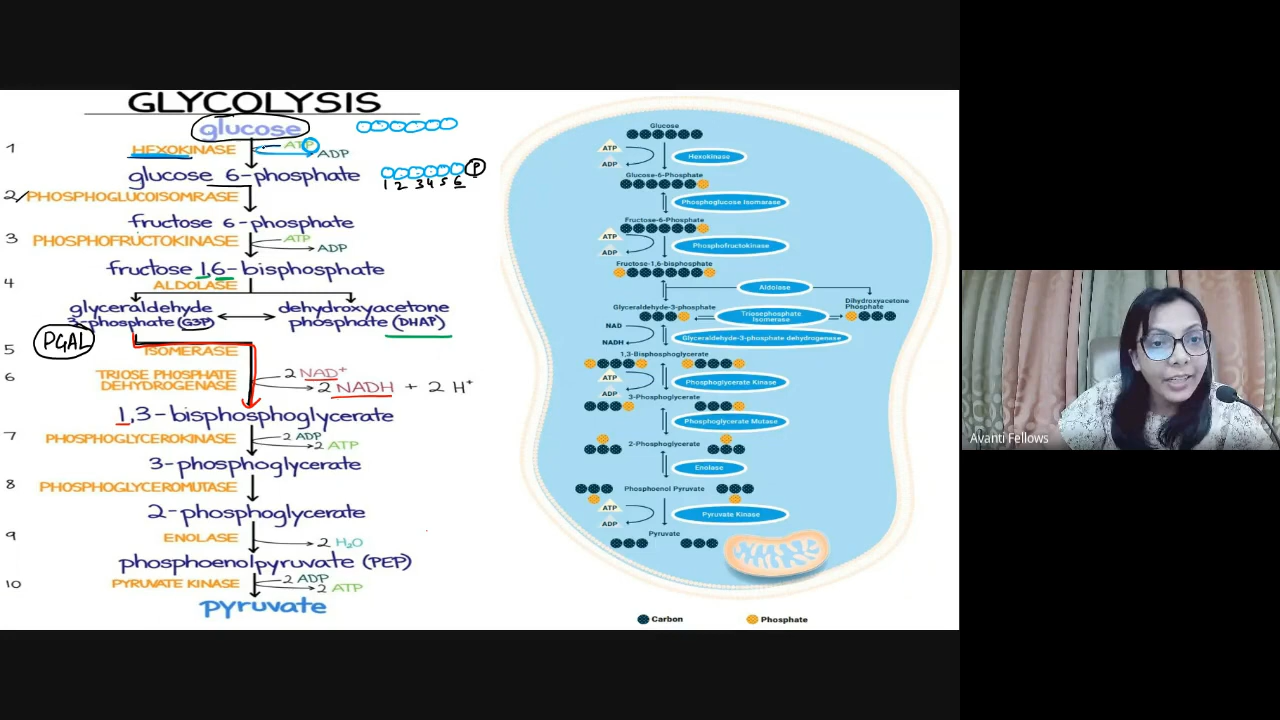 GLYCOLYSIS
glucose
1
HEXOKINASE
ATP
ADP
glucose 6-phosphate
P
1 2 3 4 5 6
2
PHOSPHOGLUCOISOMRASE
fructose 6-phosphate
3
PHOSPHOFRUCTOKINASE
ATP
ADP
fructose 1,6-bisphosphate
4
ALDOLASE
glyceraldehyde
3-phosphate (G3P)
dehydroxyacetone
phosphate (DHAP)
PGAL
5
ISOMERASE
6
TRIOSE PHOSPHATE
DEHYDROGENASE
2 NAD+
2 NADH + 2 H+
1,3-bisphosphoglycerate
7
PHOSPHOGLYCEROKINASE
2 ADP
2 ATP
3-phosphoglycerate
8
PHOSPHOGLYCEROMUTASE
2-phosphoglycerate
9
ENOLASE
2 H2O
phosphoenolpyruvate (PEP)
10
PYRUVATE KINASE
2 ADP
2 ATP
pyruvate
Glucose
ATP
ADP
Hexokinase
Glucose-6-Phosphate
Phosphoglucose Isomarase
Fructose-6-Phosphate
ATP
ADP
Phosphofructokinase
Fructose-1,6-bisphosphate
Aldolase
Glyceraldehyde-3-phosphate
Dihydroxyacetone
Phosphate
Triosephosphate
Isomerase
NAD
NADH
Glyceraldehyde-3-phosphate dehydrogenase
1,3-Bisphosphoglycerate
ATP
ADP
Phosphoglycerate Kinase
3-Phosphoglycerate
Phosphoglycerate Mutase
2-Phosphoglycerate
Enolase
Phosphoenol Pyruvate
ATP
ADP
Pyruvate Kinase
Pyruvate
Carbon
Phosphate
Avanti Fellows